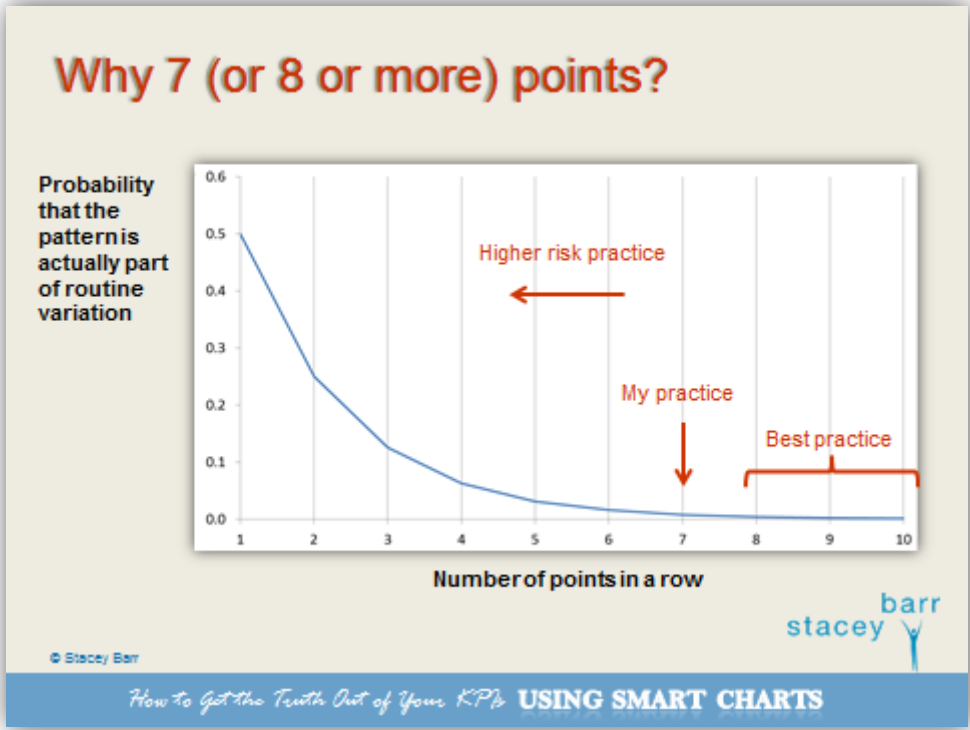 Why 7 (or 8 or more) points?
Probability
that the
pattern is
actually part
of routine
variation
0.6
0.5
0.4
0.3
0.2
0.1
0.0
Higher risk practice
My practice
Best practice
1 2 3 4 5 6 7 8 9 10
Number of points in a row
barr
stacey
© Stacey Barr
How to Get the Truth Out of Your KPIs USING SMART CHARTS